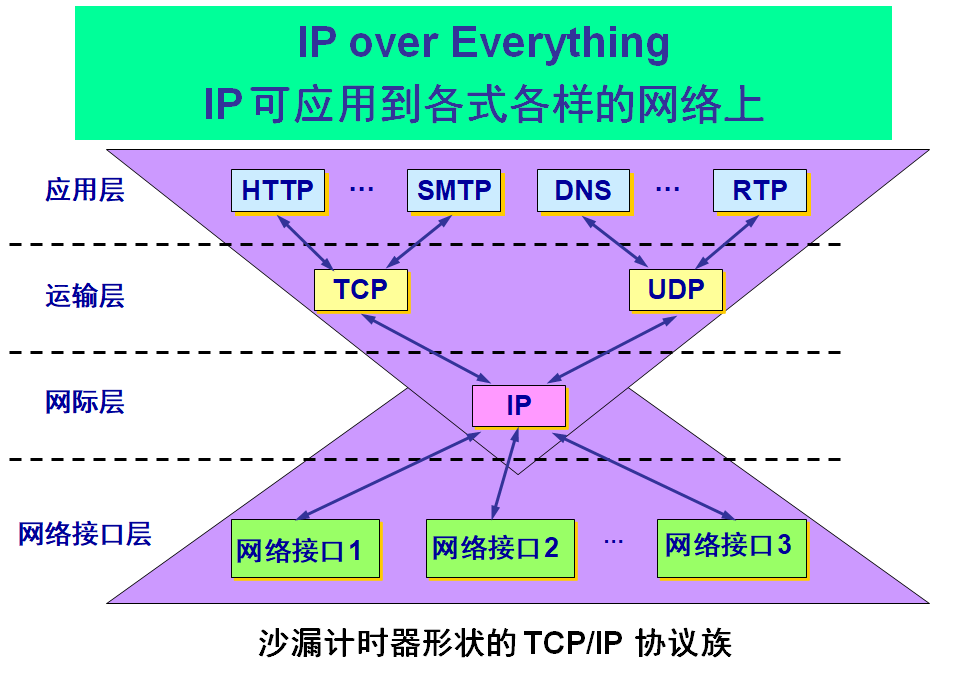 IP over Everything
IP 可应用到各式各样的网络上
应用层
HTTP … SMTP DNS … RTP
运输层
TCP UDP
网际层
IP
网络接口层
网络接口1 网络接口2 … 网络接口3
沙漏计时器形状的 TCP/IP 协议族